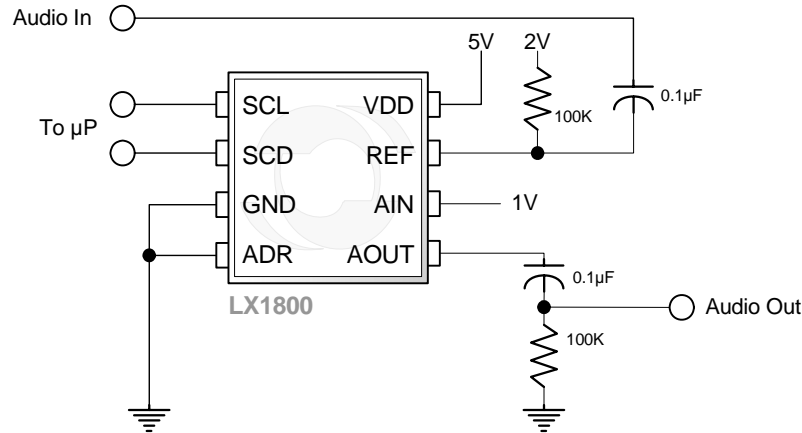 Audio In
5V
2V
SCL
VDD
100K
0.1µF
To µP
SCD
REF
GND
AIN
1V
ADR
AOUT
0.1µF
LX1800
Audio Out
100K